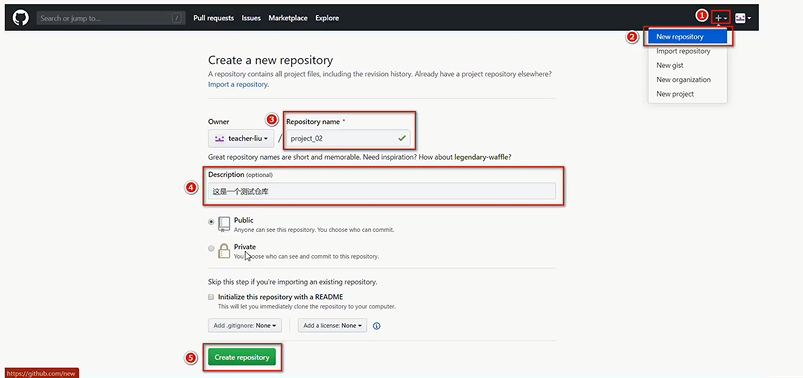 Search or jump to...
/
Pull requests Issues Marketplace Explore
1
2
New repository
Import repository
New gist
New organization
New project
Create a new repository
A repository contains all project files, including the revision history. Already have a project repository elsewhere?
Import a repository.
Owner
3
Repository name *
teacher-liu
/
project_02
Great repository names are short and memorable. Need inspiration? How about legendary-waffle?
4
Description (optional)
这是一个测试仓库
Public
Anyone can see this repository. You choose who can commit.
Private
You choose who can see and commit to this repository.
Skip this step if you're importing an existing repository.
Initialize this repository with a README
This will let you immediately clone the repository to your computer.
Add .gitignore: None
Add a license: None
5
Create repository
https://github.com/new